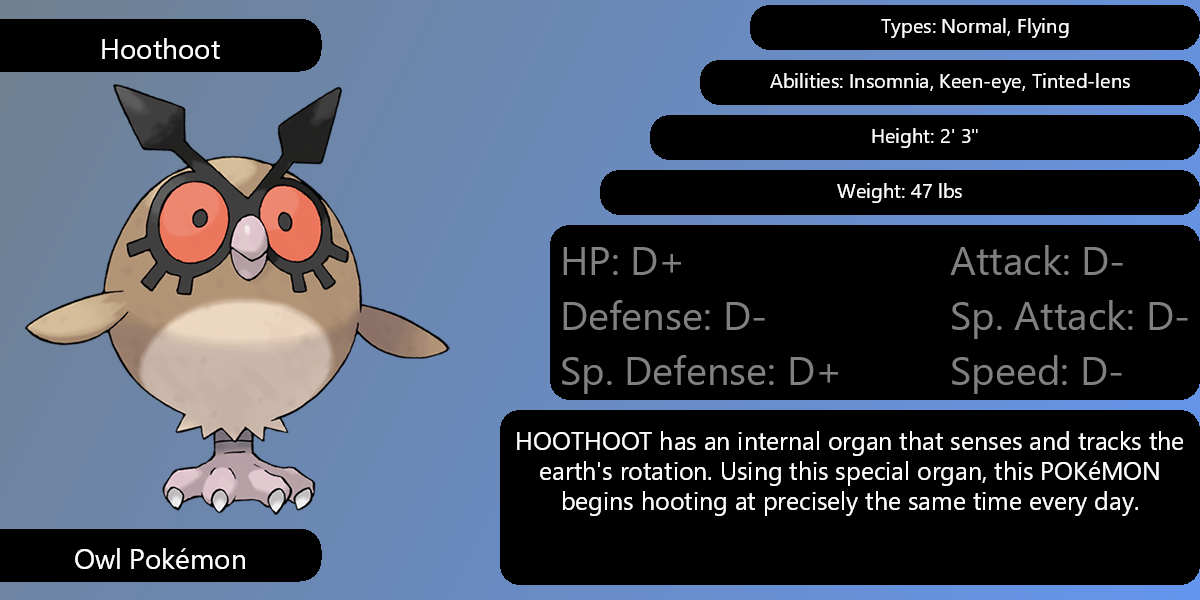 Hoothoot
Types: Normal, Flying
Abilities: Insomnia, Keen-eye, Tinted-lens
Height: 2' 3"
Weight: 47 lbs
HP: D+
Attack: D-
Defense: D-
Sp. Attack: D-
Sp. Defense: D+
Speed: D-
HOOTHOOT has an internal organ that senses and tracks the
earth's rotation. Using this special organ, this POKéMON
begins hooting at precisely the same time every day.
Owl Pokémon